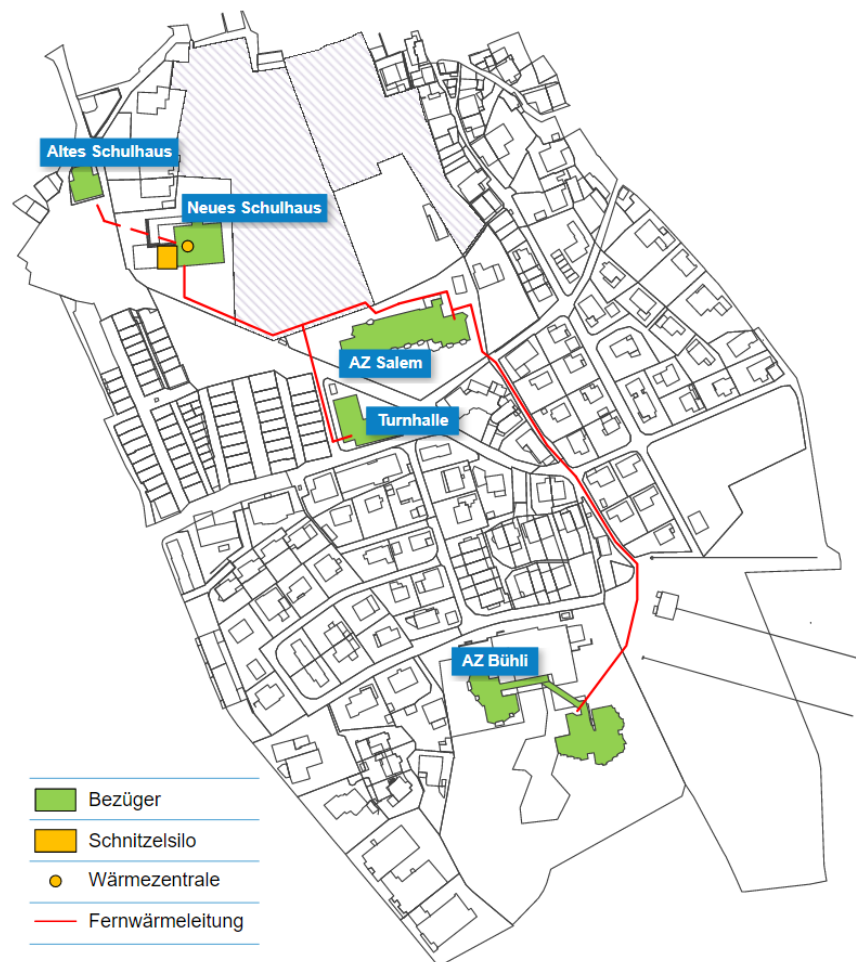 Altes Schulhaus
Neues Schulhaus
AZ Salem
Turnhalle
AZ Bühli
Bezüger
Schnitzelsilo
Wärmezentrale
Fernwärmeleitung